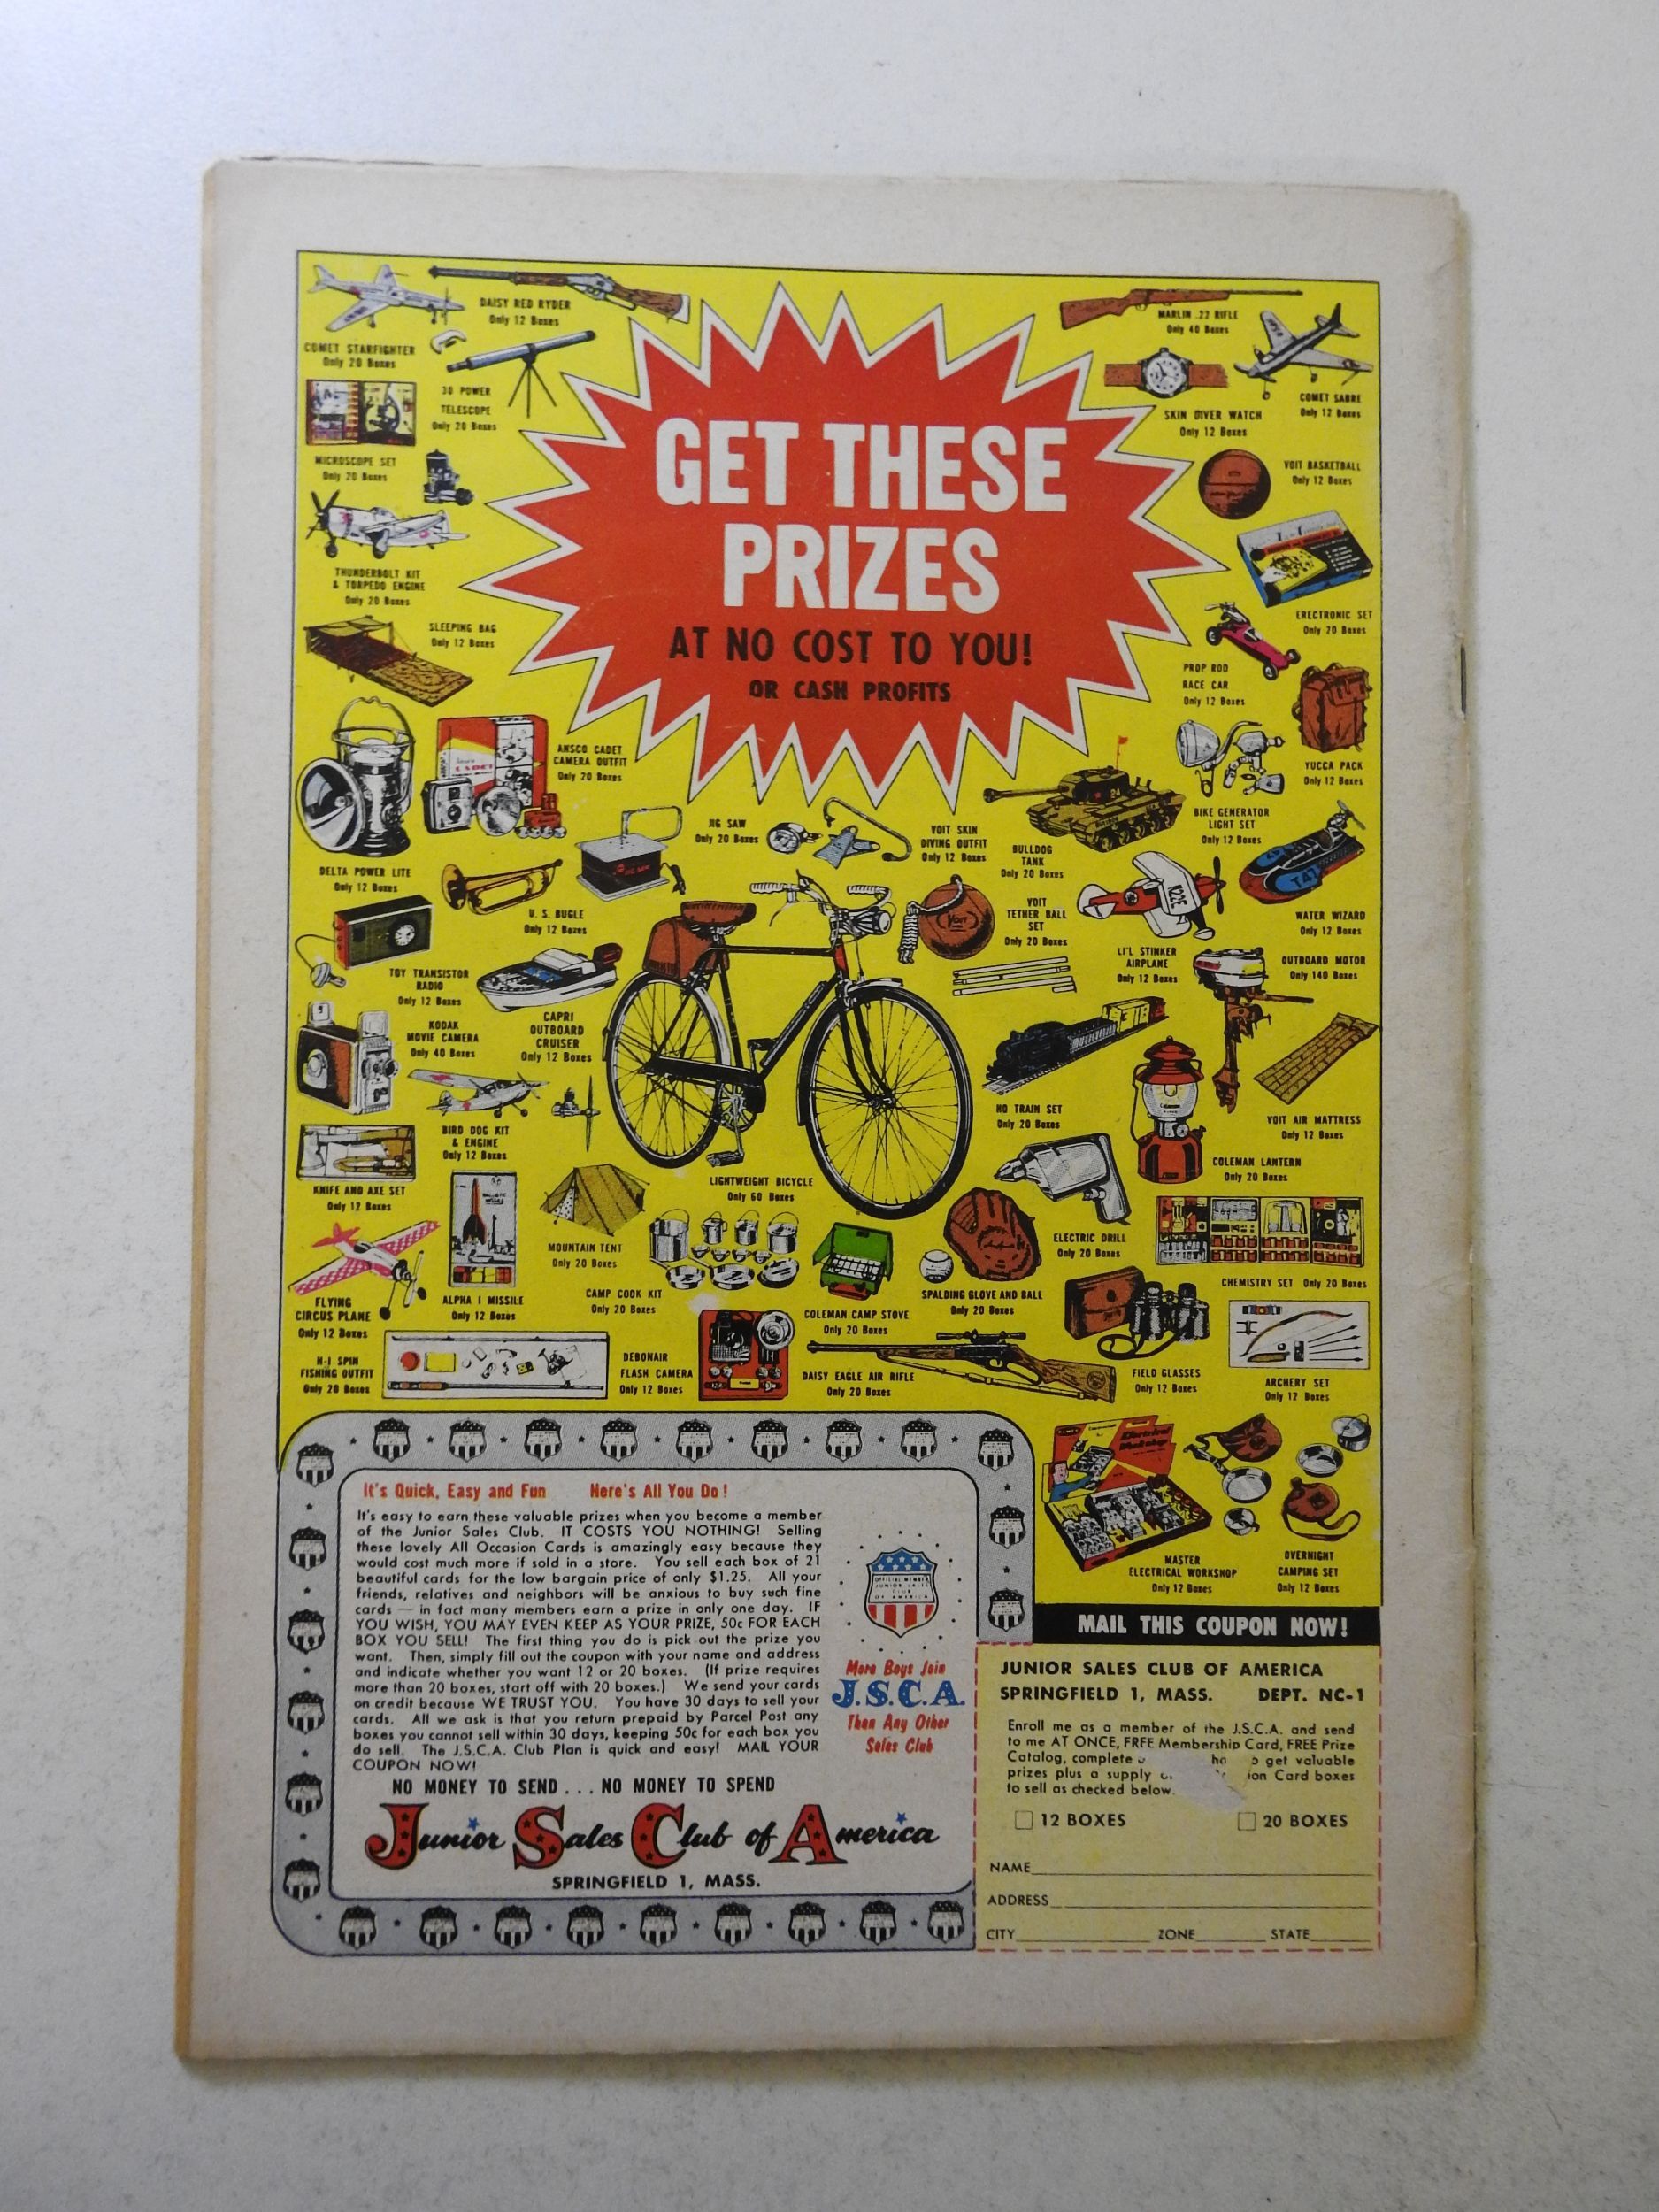 DAISY RED RYDER
Only 12 Boxes
COMET STARFIGHTER
Only 20 Boxes
30 POWER
TELESCOPE
Only 20 Boxes
MICROSCOPE SET
Only 20 Boxes
THUNDERBOLT KIT
& TORPEDO ENGINE
Only 20 Boxes
SLEEPING BAG
Only 12 Boxes
GET THESE
PRIZES
AT NO COST TO YOU!
OR CASH PROFITS
MARLIN .22 RIFLE
Only 40 Boxes
COMET SABRE
Only 12 Boxes
SKIN DIVER WATCH
Only 12 Boxes
VOIT BASKETBALL
Only 12 Boxes
ERECTRONIC SET
Only 20 Boxes
PROP ROD
RACE CAR
Only 12 Boxes
YUCCA PACK
Only 12 Boxes
ANSCO CADET
CAMERA OUTFIT
Only 20 Boxes
CADET
DELTA POWER LITE
Only 12 Boxes
U. S. BUGLE
Only 12 Boxes
JIG SAW
Only 20 Boxes
JIG SAW
VOIT SKIN
DIVING OUTFIT
Only 12 Boxes
BULLDOG
TANK
Only 20 Boxes
24
BIKE GENERATOR
LIGHT SET
Only 12 Boxes
WATER WIZARD
Only 12 Boxes
T47
TOY TRANSISTOR
RADIO
Only 12 Boxes
CAPRI
OUTBOARD
CRUISER
Only 12 Boxes
VOIT
VOIT
TETHER BALL
SET
Only 20 Boxes
N22E
LI'L STINKER
AIRPLANE
Only 12 Boxes
OUTBOARD MOTOR
Only 140 Boxes
KODAK
MOVIE CAMERA
Only 40 Boxes
BIRD DOG KIT
& ENGINE
Only 12 Boxes
HO TRAIN SET
Only 20 Boxes
VOIT AIR MATTRESS
Only 12 Boxes
COLEMAN LANTERN
Only 20 Boxes
KNIFE AND AXE SET
Only 12 Boxes
LIGHTWEIGHT BICYCLE
Only 60 Boxes
MOUNTAIN TENT
Only 20 Boxes
ELECTRIC DRILL
Only 20 Boxes
CHEMISTRY SET Only 20 Boxes
FLYING
CIRCUS PLANE
Only 12 Boxes
ALPHA I MISSILE
Only 12 Boxes
CAMP COOK KIT
Only 20 Boxes
COLEMAN CAMP STOVE
Only 20 Boxes
SPALDING GLOVE AND BALL
Only 20 Boxes
N-I SPIN
FISHING OUTFIT
Only 20 Boxes
DEBONAIR
FLASH CAMERA
Only 12 Boxes
DAISY EAGLE AIR RIFLE
Only 20 Boxes
FIELD GLASSES
Only 12 Boxes
ARCHERY SET
Only 12 Boxes
Electrical
Workshop
MASTER
ELECTRICAL WORKSHOP
Only 12 Boxes
OVERNIGHT
CAMPING SET
Only 12 Boxes
It's Quick, Easy and Fun Here's All You Do!
It's easy to earn these valuable prizes when you become a member
of the Junior Sales Club. IT COSTS YOU NOTHING! Selling
these lovely All Occasion Cards is amazingly easy because they
would cost much more if sold in a store. You sell each box of 21
beautiful cards for the low bargain price of only $1.25. All your
friends, relatives and neighbors will be anxious to buy such fine
cards — in fact many members earn a prize in only one day. IF
YOU WISH, YOU MAY EVEN KEEP AS YOUR PRIZE, 50c FOR EACH
BOX YOU SELL! The first thing you do is pick out the prize you
want. Then, simply fill out the coupon with your name and address
and indicate whether you want 12 or 20 boxes. (If prize requires
more than 20 boxes, start off with 20 boxes.) We send your cards
on credit because WE TRUST YOU. You have 30 days to sell your
cards. All we ask is that you return prepaid by Parcel Post any
boxes you cannot sell within 30 days, keeping 50c for each box you
do sell. The J.S.C.A. Club Plan is quick and easy! MAIL YOUR
COUPON NOW!
NO MONEY TO SEND . . . NO MONEY TO SPEND
OFFICIAL MEMBER
JUNIOR SALES
CLUB
OF AMERICA
More Boys Join
J.S.C.A.
Than Any Other
Sales Club
Junior Sales Club of America
SPRINGFIELD 1, MASS.
MAIL THIS COUPON NOW!
JUNIOR SALES CLUB OF AMERICA
SPRINGFIELD 1, MASS. DEPT. NC-1
Enroll me as a member of the J.S.C.A. and send
to me AT ONCE, FREE Membership Card, FREE Prize
Catalog, complete get valuable
prizes plus a supply Card boxes
to sell as checked below.
12 BOXES 20 BOXES
NAME
ADDRESS
CITY ZONE STATE